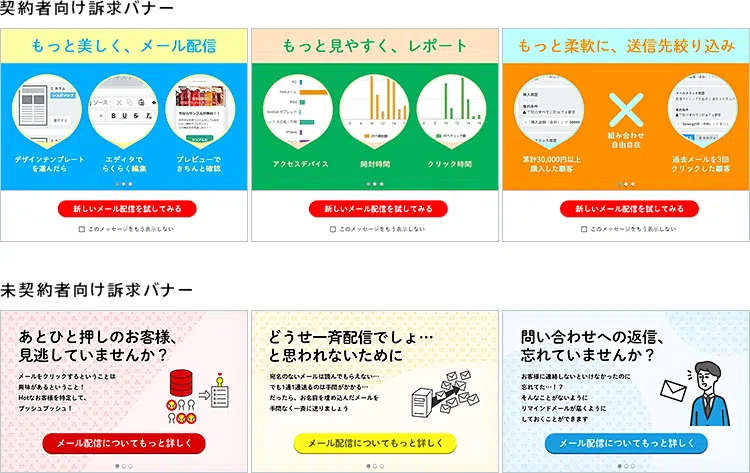 契約者向け訴求バナー
もっと美しく、メール配信
デザインテンプレート
を選んだら
エディタで
らくらく編集
プレビューで
きちんと確認
新しいメール配信を試してみる
このメッセージをもう表示しない
もっと見やすく、レポート
PC
iPad
iPhone
アクセスデバイス
開封時間
クリック時間
新しいメール配信を試してみる
このメッセージをもう表示しない
もっと柔軟に、送信先絞り込み
購入履歴
累計30,000円以上
購入した顧客
組み合わせ
自由自在
過去メールを3回
クリックした顧客
新しいメール配信を試してみる
このメッセージをもう表示しない
未契約者向け訴求バナー
あとひと押しのお客様、
見逃していませんか?
メールをクリックするということは
興味があるということ!
Hotなお客様を特定して、
プッシュプッシュ!
メール配信についてもっと詳しく
どうせ一斉配信でしょ…
と思われないために
宛名のないメールは読んでもらえない…
でも1通1通送るのは手間がかかる…
だったら、お名前を埋め込んだメールを
手間なく一斉に送りましょう
メール配信についてもっと詳しく
問い合わせへの返信、
忘れていませんか?
お客様に連絡しないといけなかったのに
忘れてた…!?
そんなことがないように
リマインドメールが届くように
しておくことができます
メール配信についてもっと詳しく